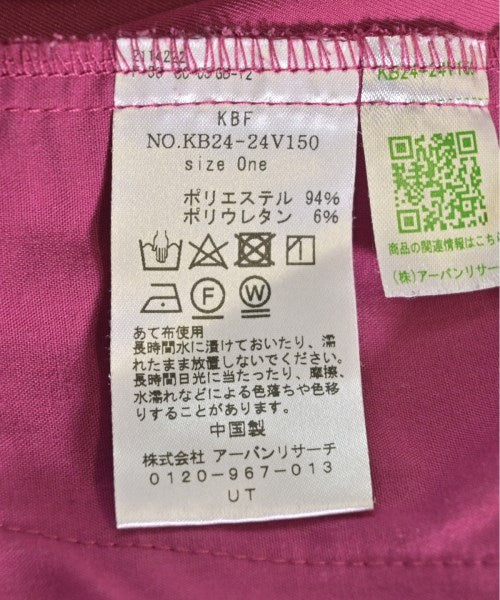 KBF
NO.KB24-24V150
size One
ポリエステル 94%
ポリウレタン 6%
F
W
あて布使用
長時間水に漬けておいたり、濡
れたまま放置しないでください。
長時間日光に当たったり、摩擦、
水濡れなどによる色落ちや色移
りすることがあります。
中国製
株式会社 アーバンリサーチ
0120-967-013
UT
商品の関連情報はこちら
(株)アーバンリサーチ